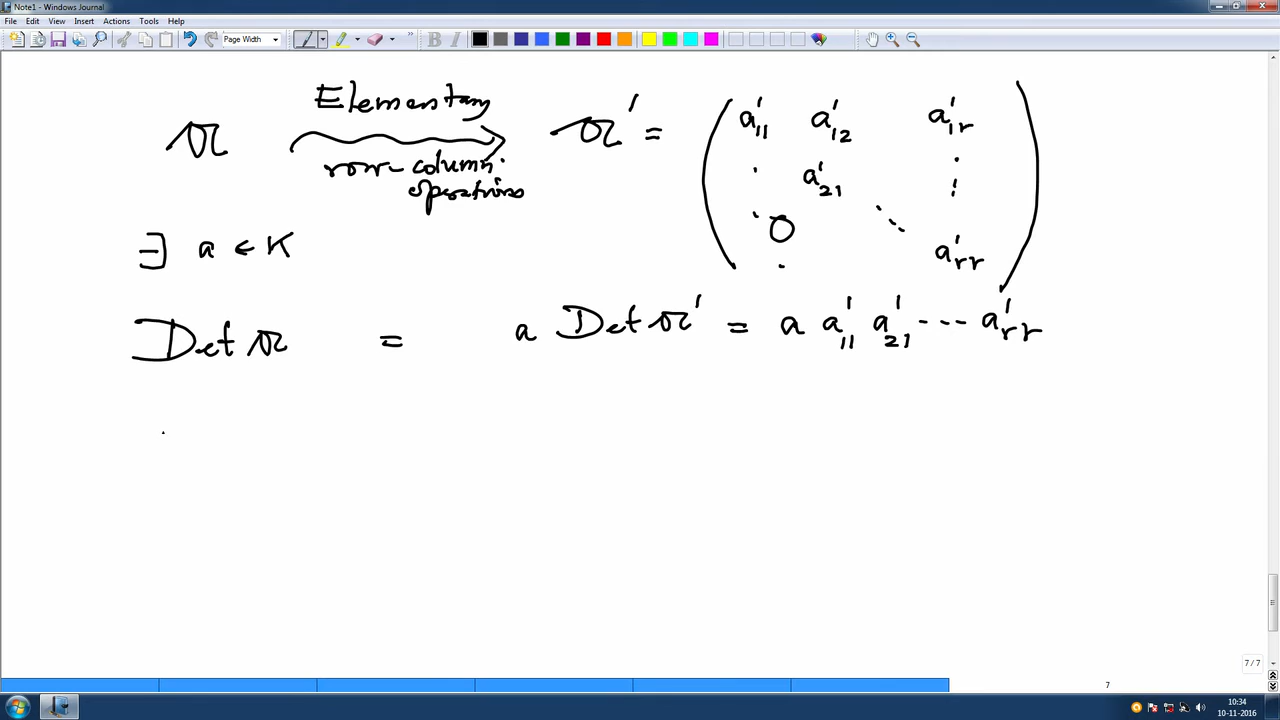 Note1 - Windows Journal
File Edit View Insert Actions Tools Help
Page Width
Elementary
𝔄 → 𝔄' = ( a'₁₁ a'₁₂ a'₁ᵣ
row-column · a'₂₁ ⋮
operations 0 ⋱ a'ᵣᵣ )
∃ a ∈ K
Det 𝔄 = a Det 𝔄' = a a'₁₁ a'₂₁ ··· a'ᵣᵣ
7/7
7
10:34
10-11-2016